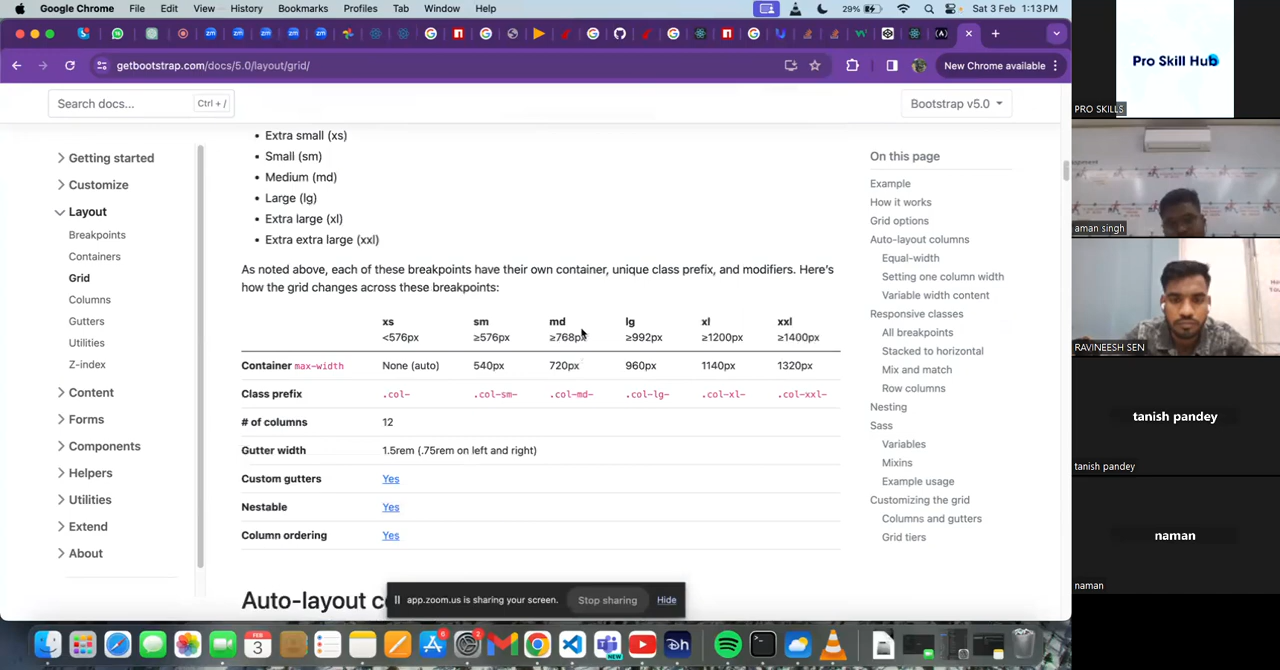 Google Chrome File Edit View History Bookmarks Profiles Tab Window Help 29% Sat 3 Feb 1:13 PM
getbootstrap.com/docs/5.0/layout/grid/ New Chrome available
Search docs... Ctrl + / Bootstrap v5.0
Getting started
Customize
Layout
Breakpoints
Containers
Grid
Columns
Gutters
Utilities
Z-index
Content
Forms
Components
Helpers
Utilities
Extend
About
• Extra small (xs)
• Small (sm)
• Medium (md)
• Large (lg)
• Extra large (xl)
• Extra extra large (xxl)
As noted above, each of these breakpoints have their own container, unique class prefix, and modifiers. Here's
how the grid changes across these breakpoints:
xs sm md lg xl xxl
<576px ≥576px ≥768px ≥992px ≥1200px ≥1400px
Container max-width None (auto) 540px 720px 960px 1140px 1320px
Class prefix .col- .col-sm- .col-md- .col-lg- .col-xl- .col-xxl-
# of columns 12
Gutter width 1.5rem (.75rem on left and right)
Custom gutters Yes
Nestable Yes
Column ordering Yes
Auto-layout c
app.zoom.us is sharing your screen. Stop sharing Hide
On this page
Example
How it works
Grid options
Auto-layout columns
Equal-width
Setting one column width
Variable width content
Responsive classes
All breakpoints
Stacked to horizontal
Mix and match
Row columns
Nesting
Sass
Variables
Mixins
Example usage
Customizing the grid
Columns and gutters
Grid tiers
Pro Skill Hub
PRO SKILLS
aman singh
RAVINEESH SEN
tanish pandey
tanish pandey
naman
naman